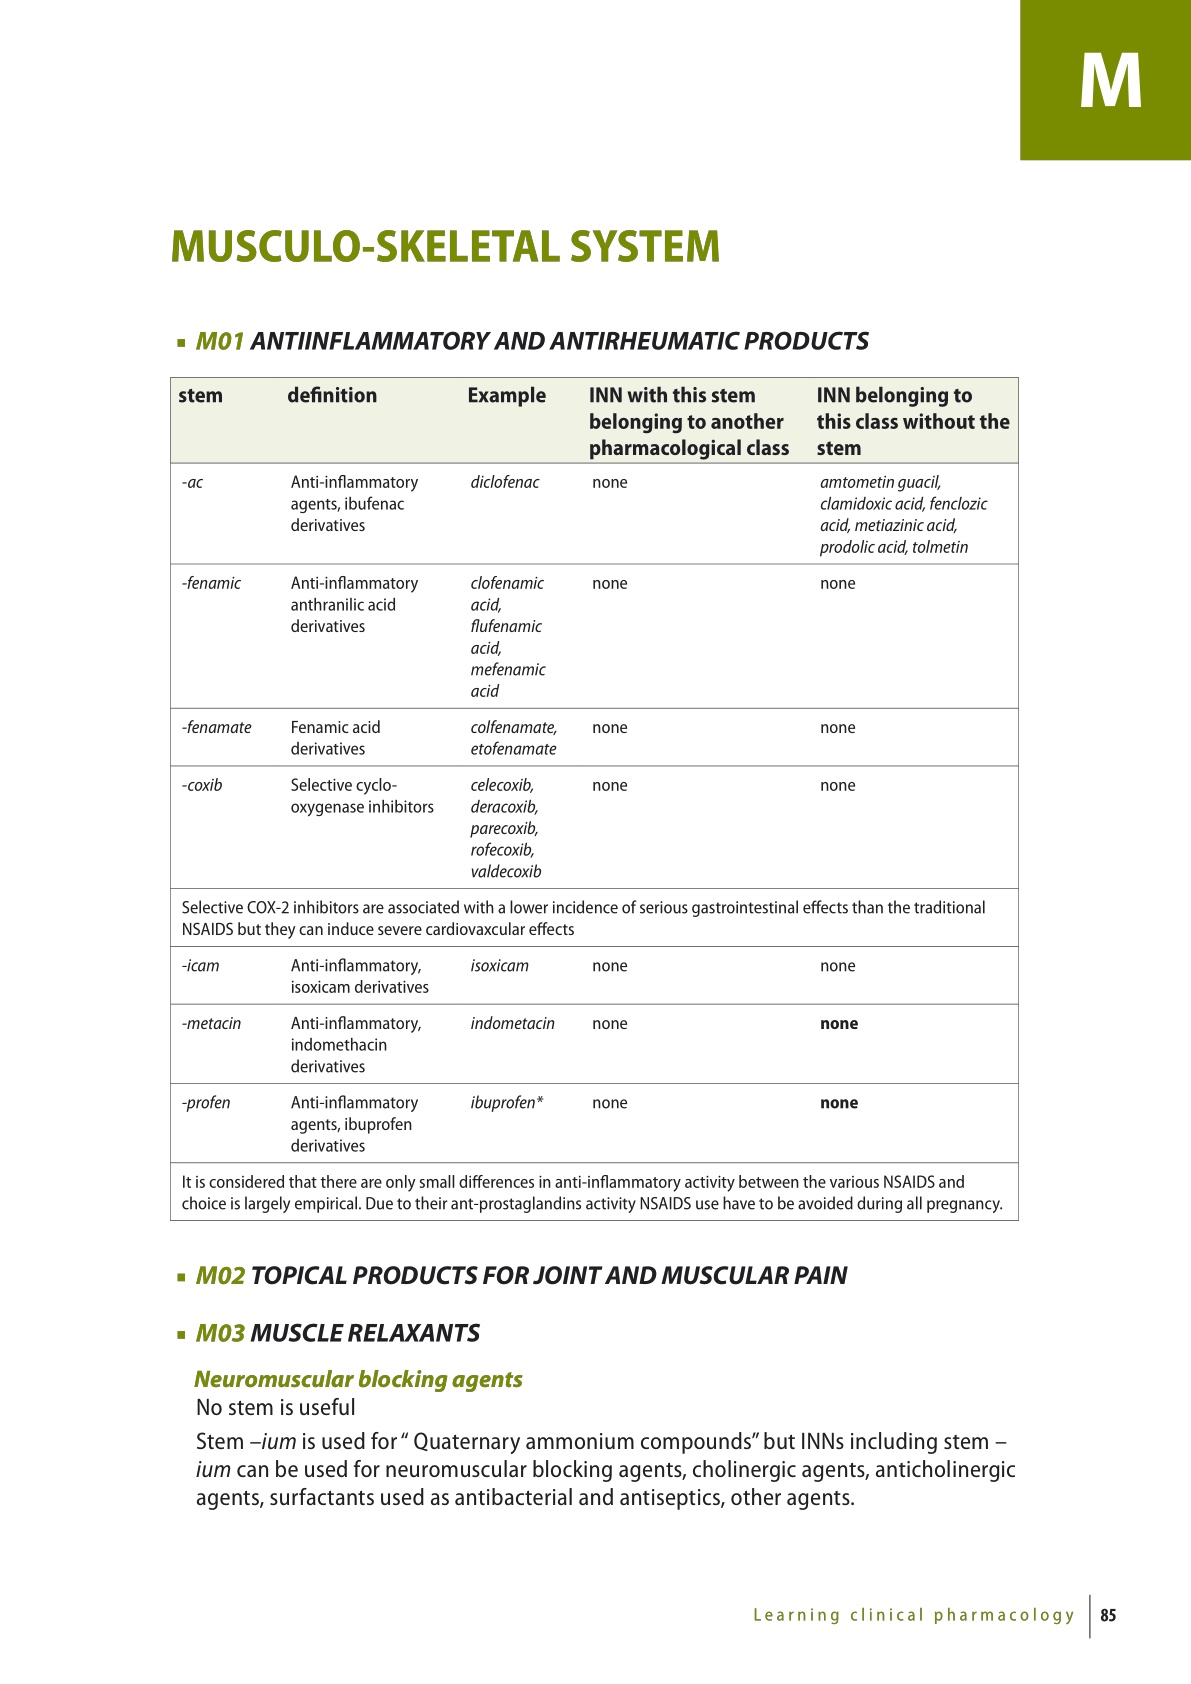 M
MUSCULO-SKELETAL SYSTEM
▪ M01 ANTIINFLAMMATORY AND ANTIRHEUMATIC PRODUCTS
stem definition Example INN with this stem belonging to another pharmacological class INN belonging to this class without the stem
-ac Anti-inflammatory agents, ibufenac derivatives diclofenac none amtometin guacil, clamidoxic acid, fenclozic acid, metiazinic acid, prodolic acid, tolmetin
-fenamic Anti-inflammatory anthranilic acid derivatives clofenamic acid, flufenamic acid, mefenamic acid none none
-fenamate Fenamic acid derivatives colfenamate, etofenamate none none
-coxib Selective cyclo-oxygenase inhibitors celecoxib, deracoxib, parecoxib, rofecoxib, valdecoxib none none
Selective COX-2 inhibitors are associated with a lower incidence of serious gastrointestinal effects than the traditional
NSAIDS but they can induce severe cardiovaxcular effects
-icam Anti-inflammatory, isoxicam derivatives isoxicam none none
-metacin Anti-inflammatory, indomethacin derivatives indometacin none none
-profen Anti-inflammatory agents, ibuprofen derivatives ibuprofen* none none
It is considered that there are only small differences in anti-inflammatory activity between the various NSAIDS and
choice is largely empirical. Due to their ant-prostaglandins activity NSAIDS use have to be avoided during all pregnancy.
▪ M02 TOPICAL PRODUCTS FOR JOINT AND MUSCULAR PAIN
▪ M03 MUSCLE RELAXANTS
Neuromuscular blocking agents
No stem is useful
Stem –ium is used for “ Quaternary ammonium compounds” but INNs including stem –
ium can be used for neuromuscular blocking agents, cholinergic agents, anticholinergic
agents, surfactants used as antibacterial and antiseptics, other agents.
Learning clinical pharmacology 85